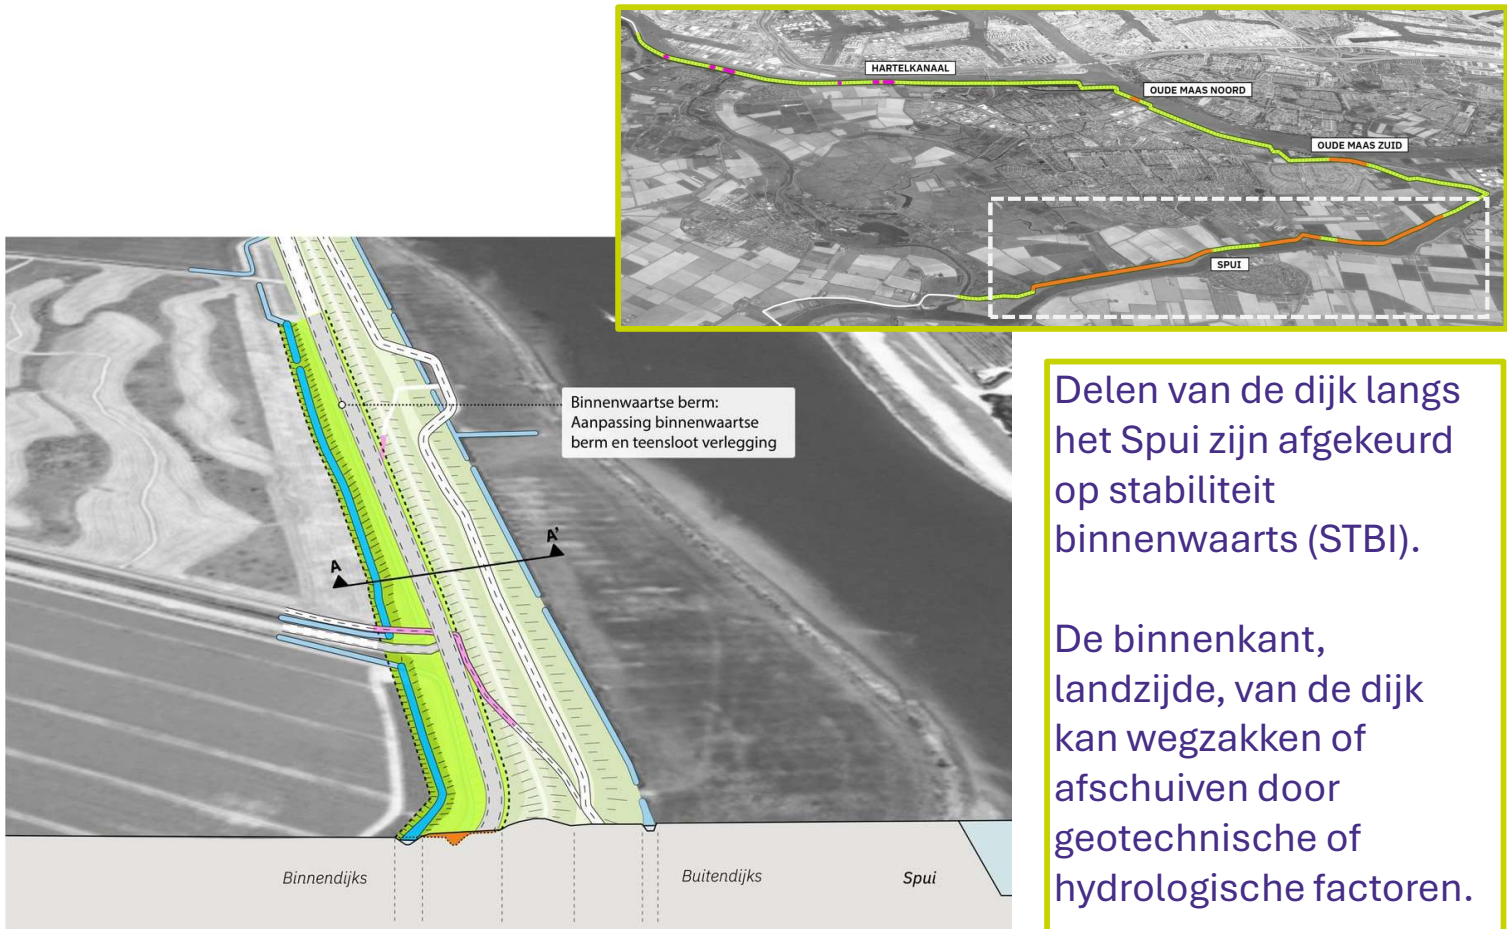 HARTELKANAAL
OUDE MAAS NOORD
OUDE MAAS ZUID
SPUI
Binnenwaartse berm:
Aanpassing binnenwaartse
berm en teensloot verlegging
A
A'
Binnendijks
Buitendijks
Spui
Delen van de dijk langs
het Spui zijn afgekeurd
op stabiliteit
binnenwaarts (STBI).
De binnenkant,
landzijde, van de dijk
kan wegzakken of
afschuiven door
geotechnische of
hydrologische factoren.